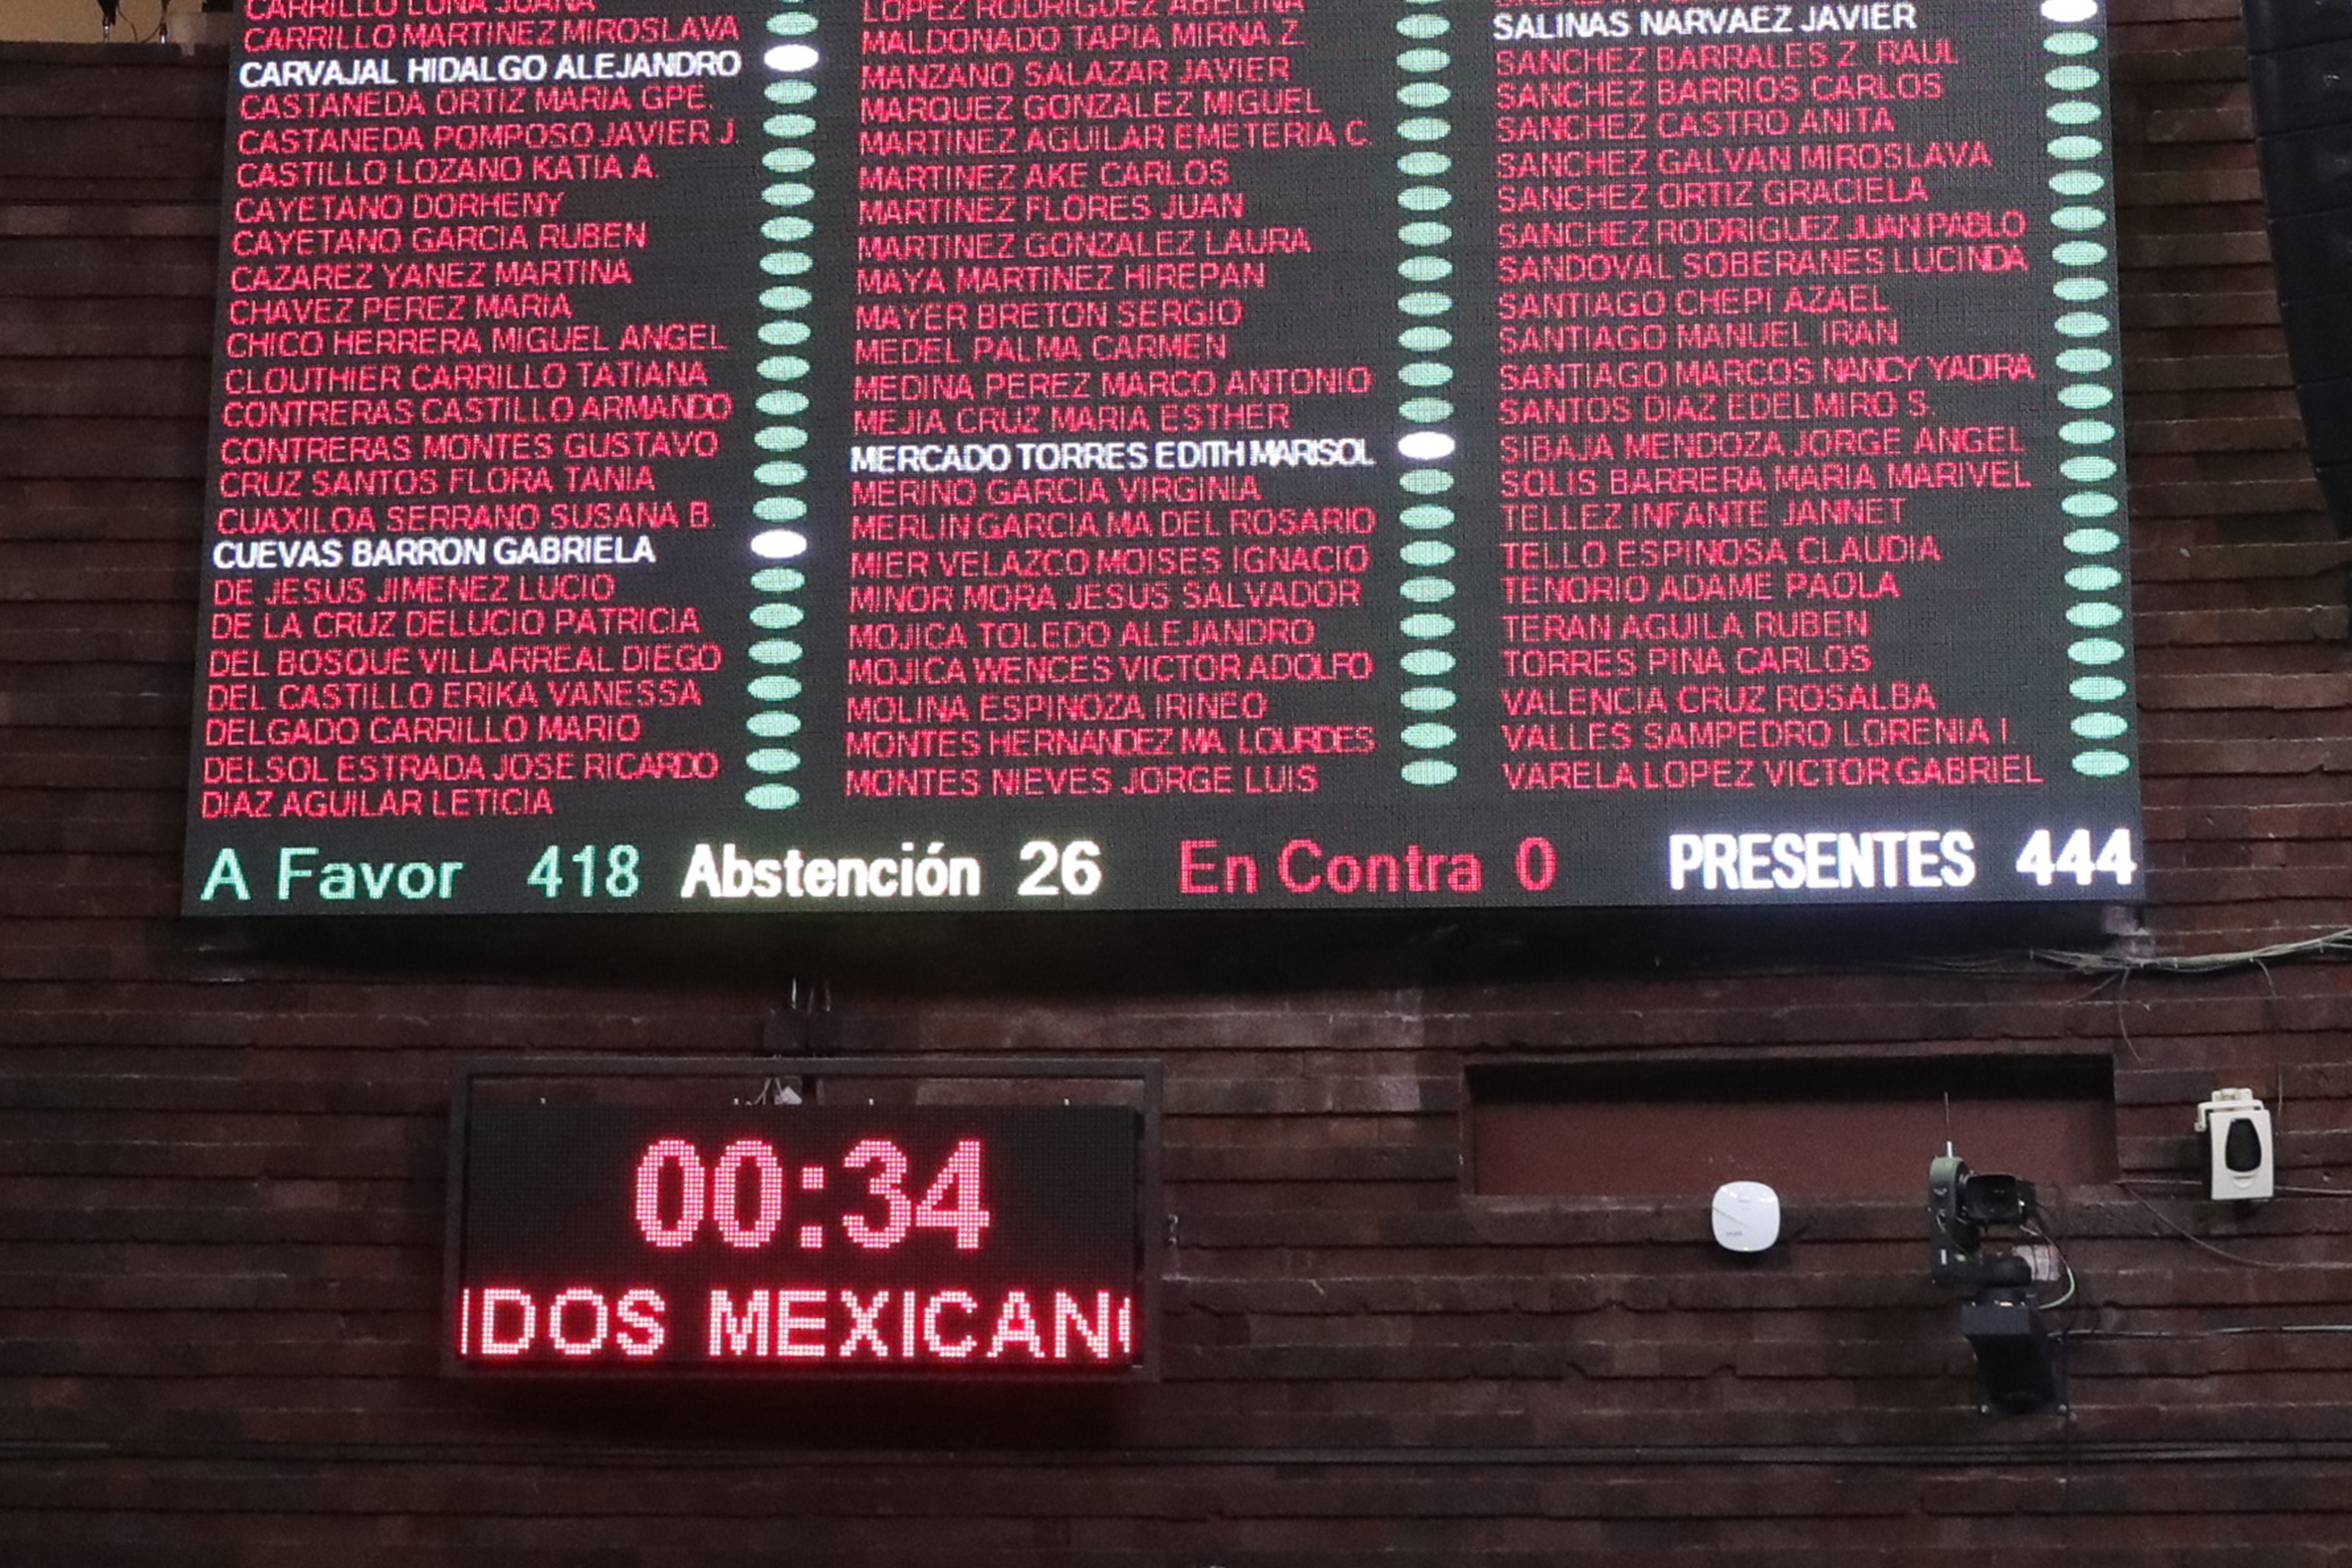 CARRILLO LUNA JUANA
CARRILLO MARTINEZ MIROSLAVA
CARVAJAL HIDALGO ALEJANDRO
CASTANEDA ORTIZ MARIA GPE.
CASTANEDA POMPOSO JAVIER J.
CASTILLO LOZANO KATIA A.
CAYETANO DORHENY
CAYETANO GARCIA RUBEN
CAZAREZ YANEZ MARTINA
CHAVEZ PEREZ MARIA
CHICO HERRERA MIGUEL ANGEL
CLOUTHIER CARRILLO TATIANA
CONTRERAS CASTILLO ARMANDO
CONTRERAS MONTES GUSTAVO
CRUZ SANTOS FLORA TANIA
CUAXILOA SERRANO SUSANA B.
CUEVAS BARRON GABRIELA
DE JESUS JIMENEZ LUCIO
DE LA CRUZ DELUCIO PATRICIA
DEL BOSQUE VILLARREAL DIEGO
DEL CASTILLO ERIKA VANESSA
DELGADO CARRILLO MARIO
DELSOL ESTRADA JOSE RICARDO
DIAZ AGUILAR LETICIA
LOPEZ RODRIGUEZ ABELINA
MALDONADO TAPIA MIRNA Z.
MANZANO SALAZAR JAVIER
MARQUEZ GONZALEZ MIGUEL
MARTINEZ AGUILAR EMETERIA C.
MARTINEZ AKE CARLOS
MARTINEZ FLORES JUAN
MARTINEZ GONZALEZ LAURA
MAYA MARTINEZ HIREPAN
MAYER BRETON SERGIO
MEDEL PALMA CARMEN
MEDINA PEREZ MARCO ANTONIO
MEJIA CRUZ MARIA ESTHER
MERCADO TORRES EDITH MARISOL
MERINO GARCIA VIRGINIA
MERLIN GARCIA MA DEL ROSARIO
MIER VELAZCO MOISES IGNACIO
MINOR MORA JESUS SALVADOR
MOJICA TOLEDO ALEJANDRO
MOJICA WENCES VICTOR ADOLFO
MOLINA ESPINOZA IRINEO
MONTES HERNANDEZ MA. LOURDES
MONTES NIEVES JORGE LUIS
SALINAS NARVAEZ JAVIER
SANCHEZ BARRALES Z. RAUL
SANCHEZ BARRIOS CARLOS
SANCHEZ CASTRO ANITA
SANCHEZ GALVAN MIROSLAVA
SANCHEZ ORTIZ GRACIELA
SANCHEZ RODRIGUEZ JUAN PABLO
SANDOVAL SOBERANES LUCINDA
SANTIAGO CHEPI AZAEL
SANTIAGO MANUEL IRAN
SANTIAGO MARCOS NANCY YADIRA
SANTOS DIAZ EDELMIRO S.
SIBAJA MENDOZA JORGE ANGEL
SOLIS BARRERA MARIA MARIVEL
TELLEZ INFANTE JANNET
TELLO ESPINOSA CLAUDIA
TENORIO ADAME PAOLA
TERAN AGUILA RUBEN
TORRES PINA CARLOS
VALENCIA CRUZ ROSALBA
VALLES SAMPEDRO LORENIA I.
VARELA LOPEZ VICTOR GABRIEL
A Favor 418 Abstención 26 En Contra 0 PRESENTES 444
00:34
IDOS MEXICAN